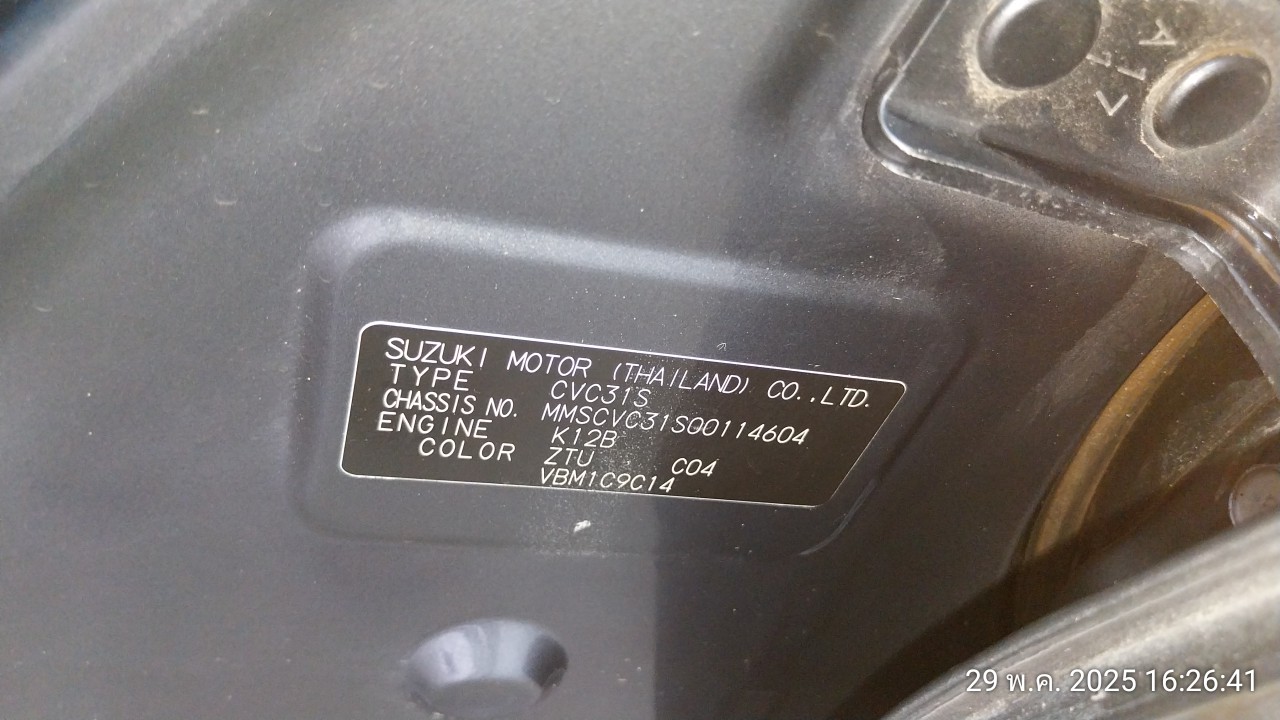 SUZUKI MOTOR (THAILAND) CO.,LTD.
TYPE CVC31S
CHASSIS NO. MMSCVC31S00114604
ENGINE K12B
COLOR ZTU C04
VBM1C9C14
29 พ.ค. 2025 16:26:41